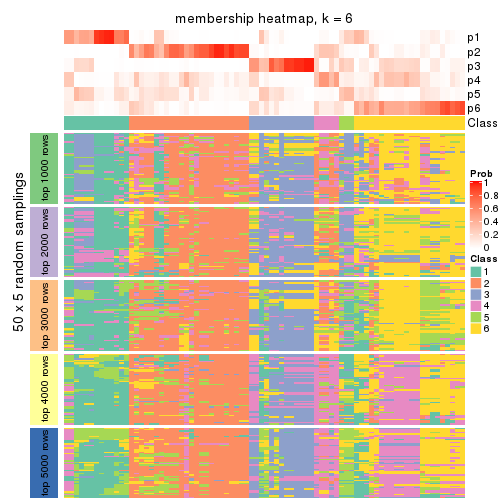 membership heatmap, k = 6
p1
p2
p3
p4
p5
p6
Class
50 x 5 random samplings
top 1000 rows
top 2000 rows
top 3000 rows
top 4000 rows
top 5000 rows
Prob
0.8
0.6
0.4
0.2
0
Class
1
2
3
4
5
6